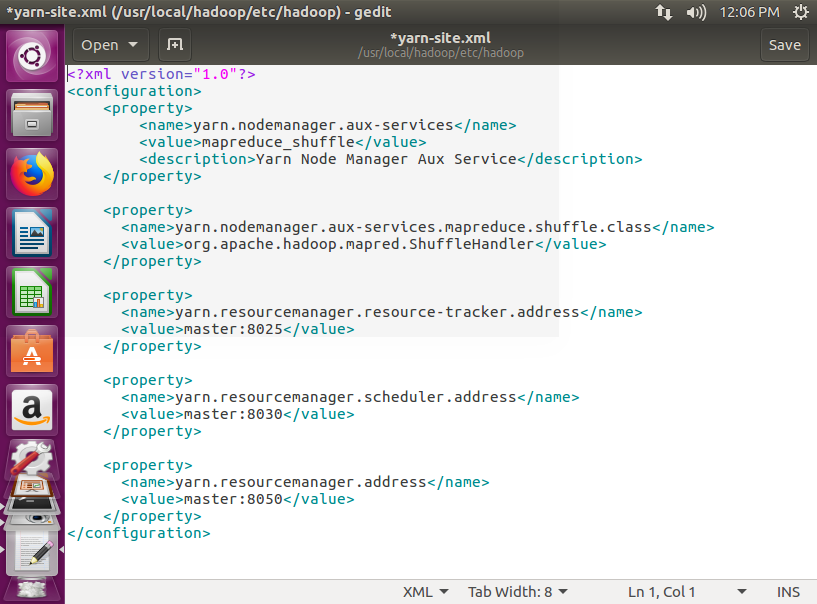 *yarn-site.xml (/usr/local/hadoop/etc/hadoop) - gedit
12:06 PM
Open
*yarn-site.xml
/usr/local/hadoop/etc/hadoop
Save
<?xml version="1.0"?>
<configuration>
    <property>
        <name>yarn.nodemanager.aux-services</name>
        <value>mapreduce_shuffle</value>
        <description>Yarn Node Manager Aux Service</description>
    </property>

    <property>
      <name>yarn.nodemanager.aux-services.mapreduce.shuffle.class</name>
      <value>org.apache.hadoop.mapred.ShuffleHandler</value>
    </property>

    <property>
      <name>yarn.resourcemanager.resource-tracker.address</name>
      <value>master:8025</value>
    </property>

    <property>
      <name>yarn.resourcemanager.scheduler.address</name>
      <value>master:8030</value>
    </property>

    <property>
      <name>yarn.resourcemanager.address</name>
      <value>master:8050</value>
    </property>
</configuration>
XML
Tab Width: 8
Ln 1, Col 1
INS